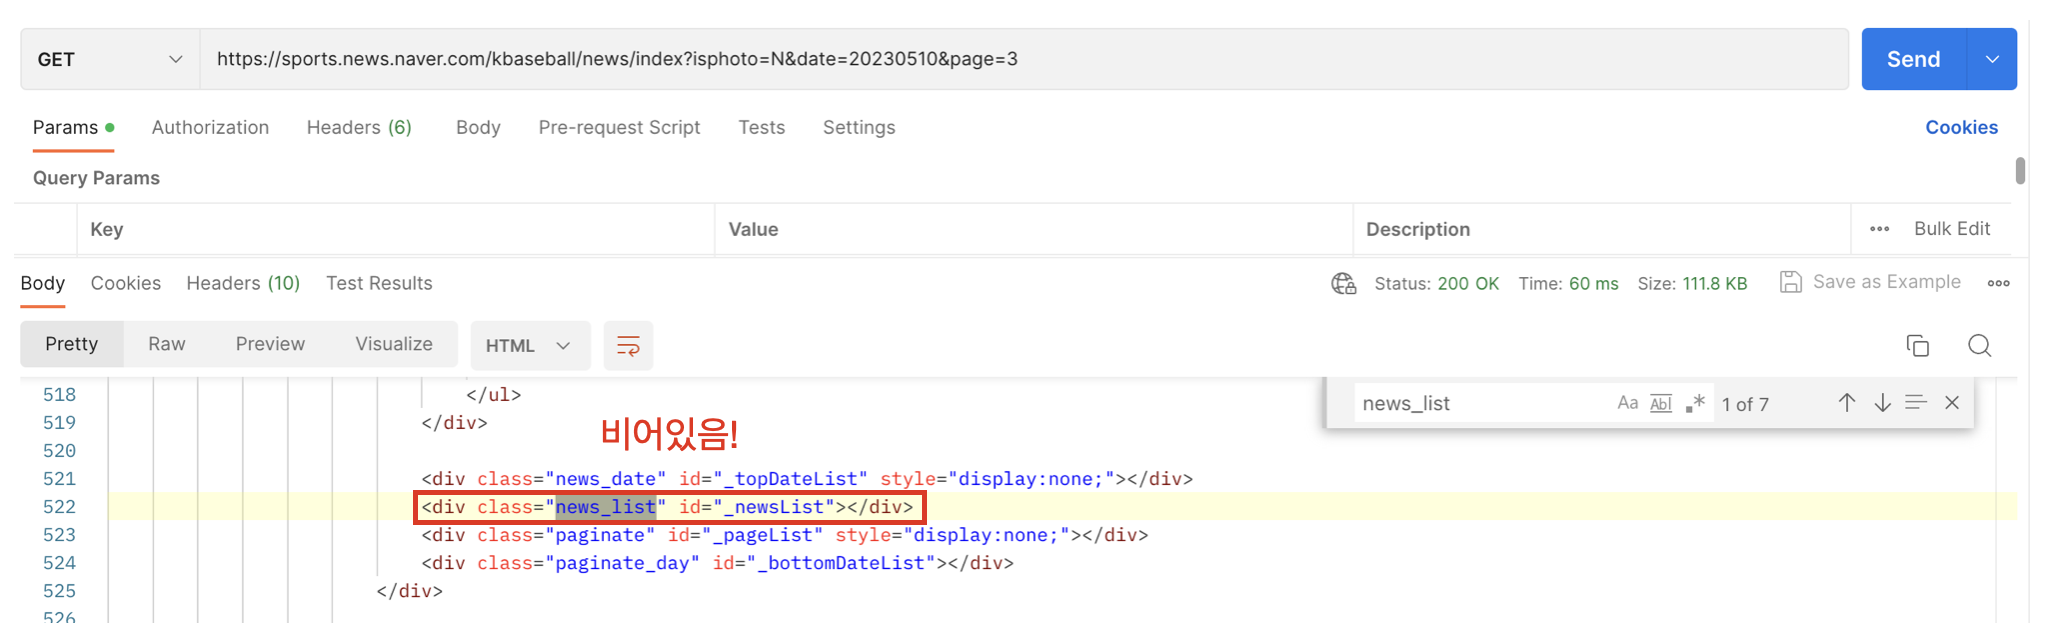 GET https://sports.news.naver.com/kbaseball/news/index?isphoto=N&date=20230510&page=3 Send
Params Authorization Headers (6) Body Pre-request Script Tests Settings Cookies
Query Params
Key Value Description Bulk Edit
Body Cookies Headers (10) Test Results Status: 200 OK Time: 60 ms Size: 111.8 KB Save as Example
Pretty Raw Preview Visualize HTML
news_list Aa Abl .* 1 of 7
518 </ul>
519 </div>
비어있음!
520
521 <div class="news_date" id="_topDateList" style="display:none;"></div>
522 <div class="news_list" id="_newsList"></div>
523 <div class="paginate" id="_pageList" style="display:none;"></div>
524 <div class="paginate_day" id="_bottomDateList"></div>
525 </div>
526